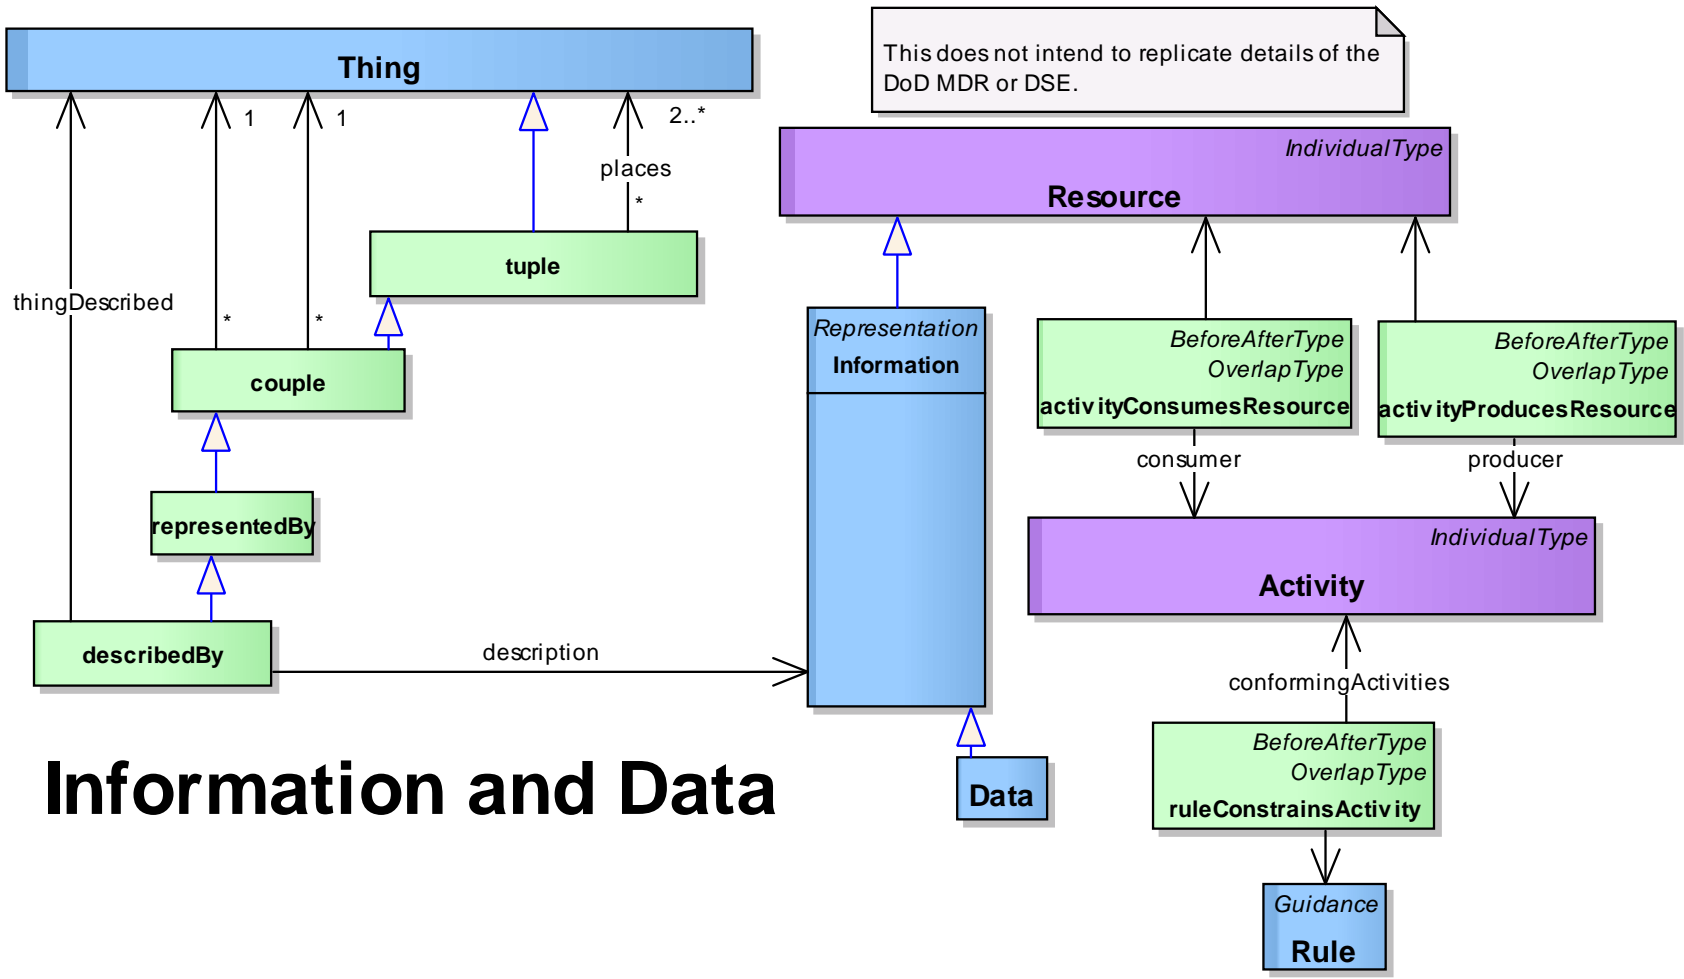 This does not intend to replicate details of the
DoD MDR or DSE.
Thing
1
1
2..*
places
*
IndividualType
Resource
tuple
thingDescribed
*
*
couple
Representation
Information
BeforeAfterType
OverlapType
activityConsumesResource
BeforeAfterType
OverlapType
activityProducesResource
consumer
producer
representedBy
IndividualType
Activity
describedBy
description
conformingActivities
Information and Data
Data
BeforeAfterType
OverlapType
ruleConstrainsActivity
Guidance
Rule